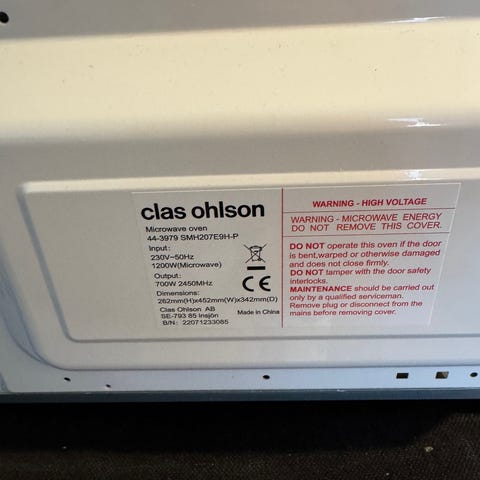 clas ohlson
Microwave oven
44-3979 SMH207E9H-P
Input:
230V~50Hz
1200W(Microwave)
Output:
700W 2450MHz
Dimensions:
262mm(H)x452mm(W)x342mm(D)
Clas Ohlson AB
SE-793 85 insjön
B/N: 22071233085
CE
Made in China
WARNING - HIGH VOLTAGE
WARNING - MICROWAVE ENERGY
DO NOT REMOVE THIS COVER.
DO NOT operate this oven if the door
is bent,warped or otherwise damaged
and does not close firmly.
DO NOT tamper with the door safety
interlocks.
MAINTENANCE should be carried out
only by a qualified serviceman.
Remove plug or disconnect from the
mains before removing cover.